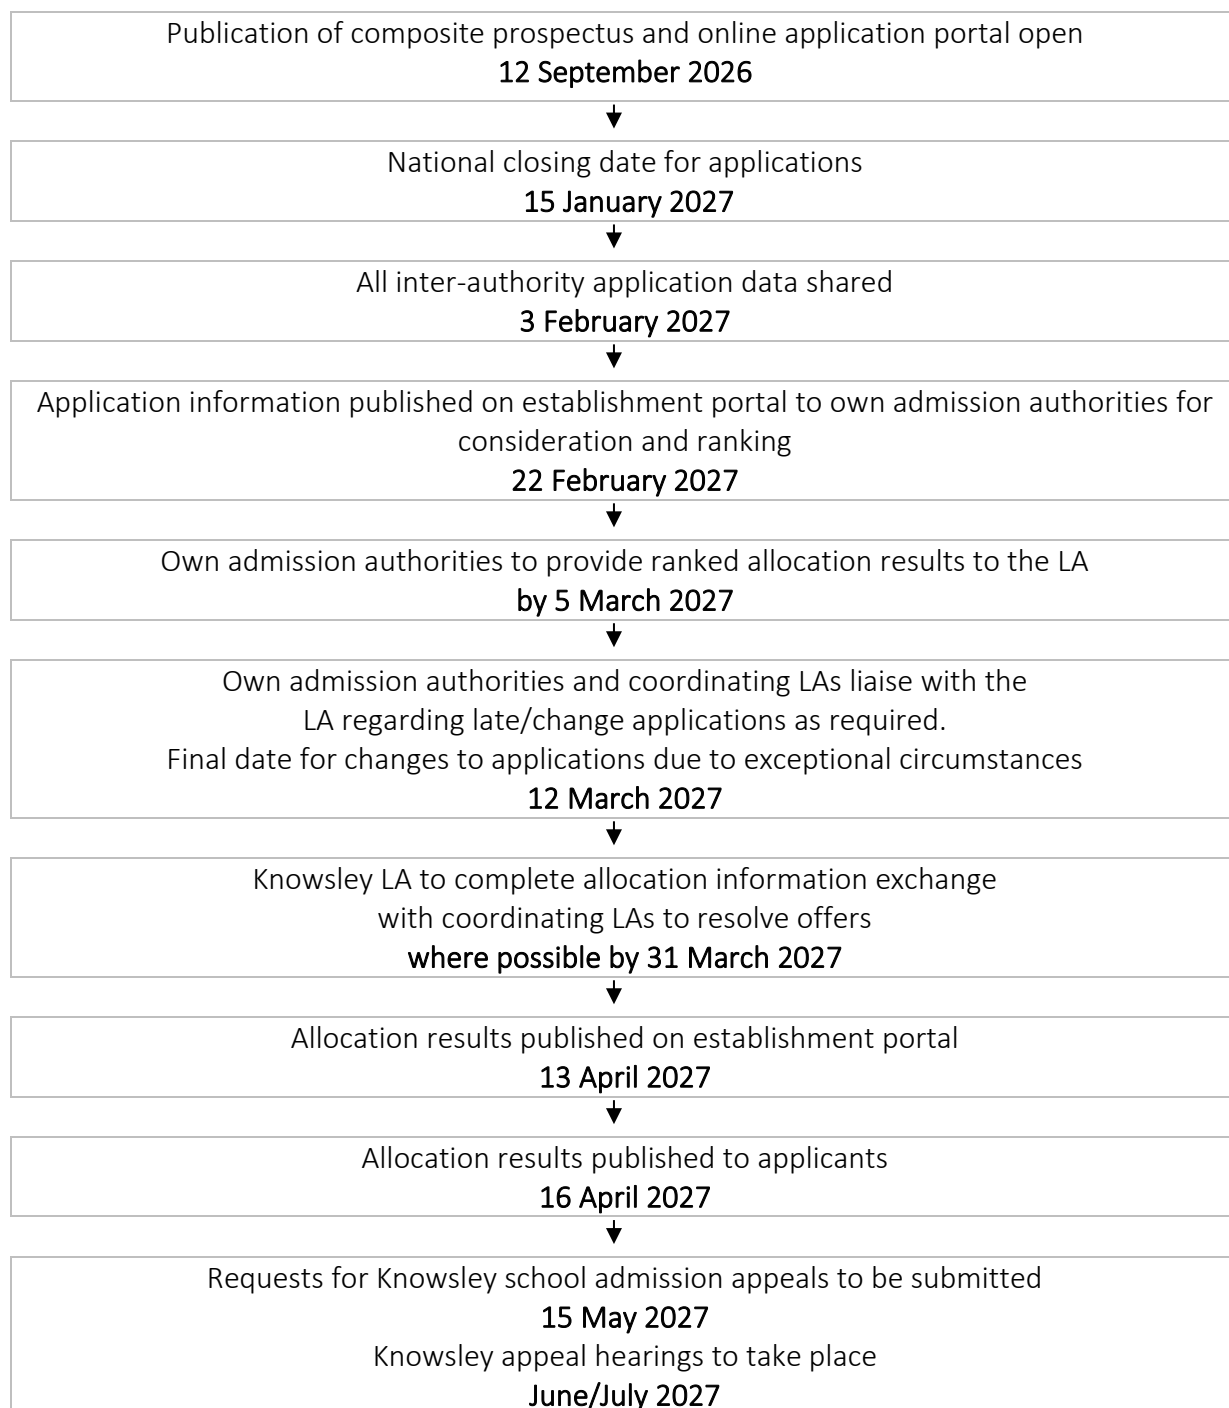 Publication of composite prospectus and online application portal open
12 September 2026
National closing date for applications
15 January 2027
All inter-authority application data shared
3 February 2027
Application information published on establishment portal to own admission authorities for
consideration and ranking
22 February 2027
Own admission authorities to provide ranked allocation results to the LA
by 5 March 2027
Own admission authorities and coordinating LAs liaise with the
LA regarding late/change applications as required.
Final date for changes to applications due to exceptional circumstances
12 March 2027
Knowsley LA to complete allocation information exchange
with coordinating LAs to resolve offers
where possible by 31 March 2027
Allocation results published on establishment portal
13 April 2027
Allocation results published to applicants
16 April 2027
Requests for Knowsley school admission appeals to be submitted
15 May 2027
Knowsley appeal hearings to take place
June/July 2027